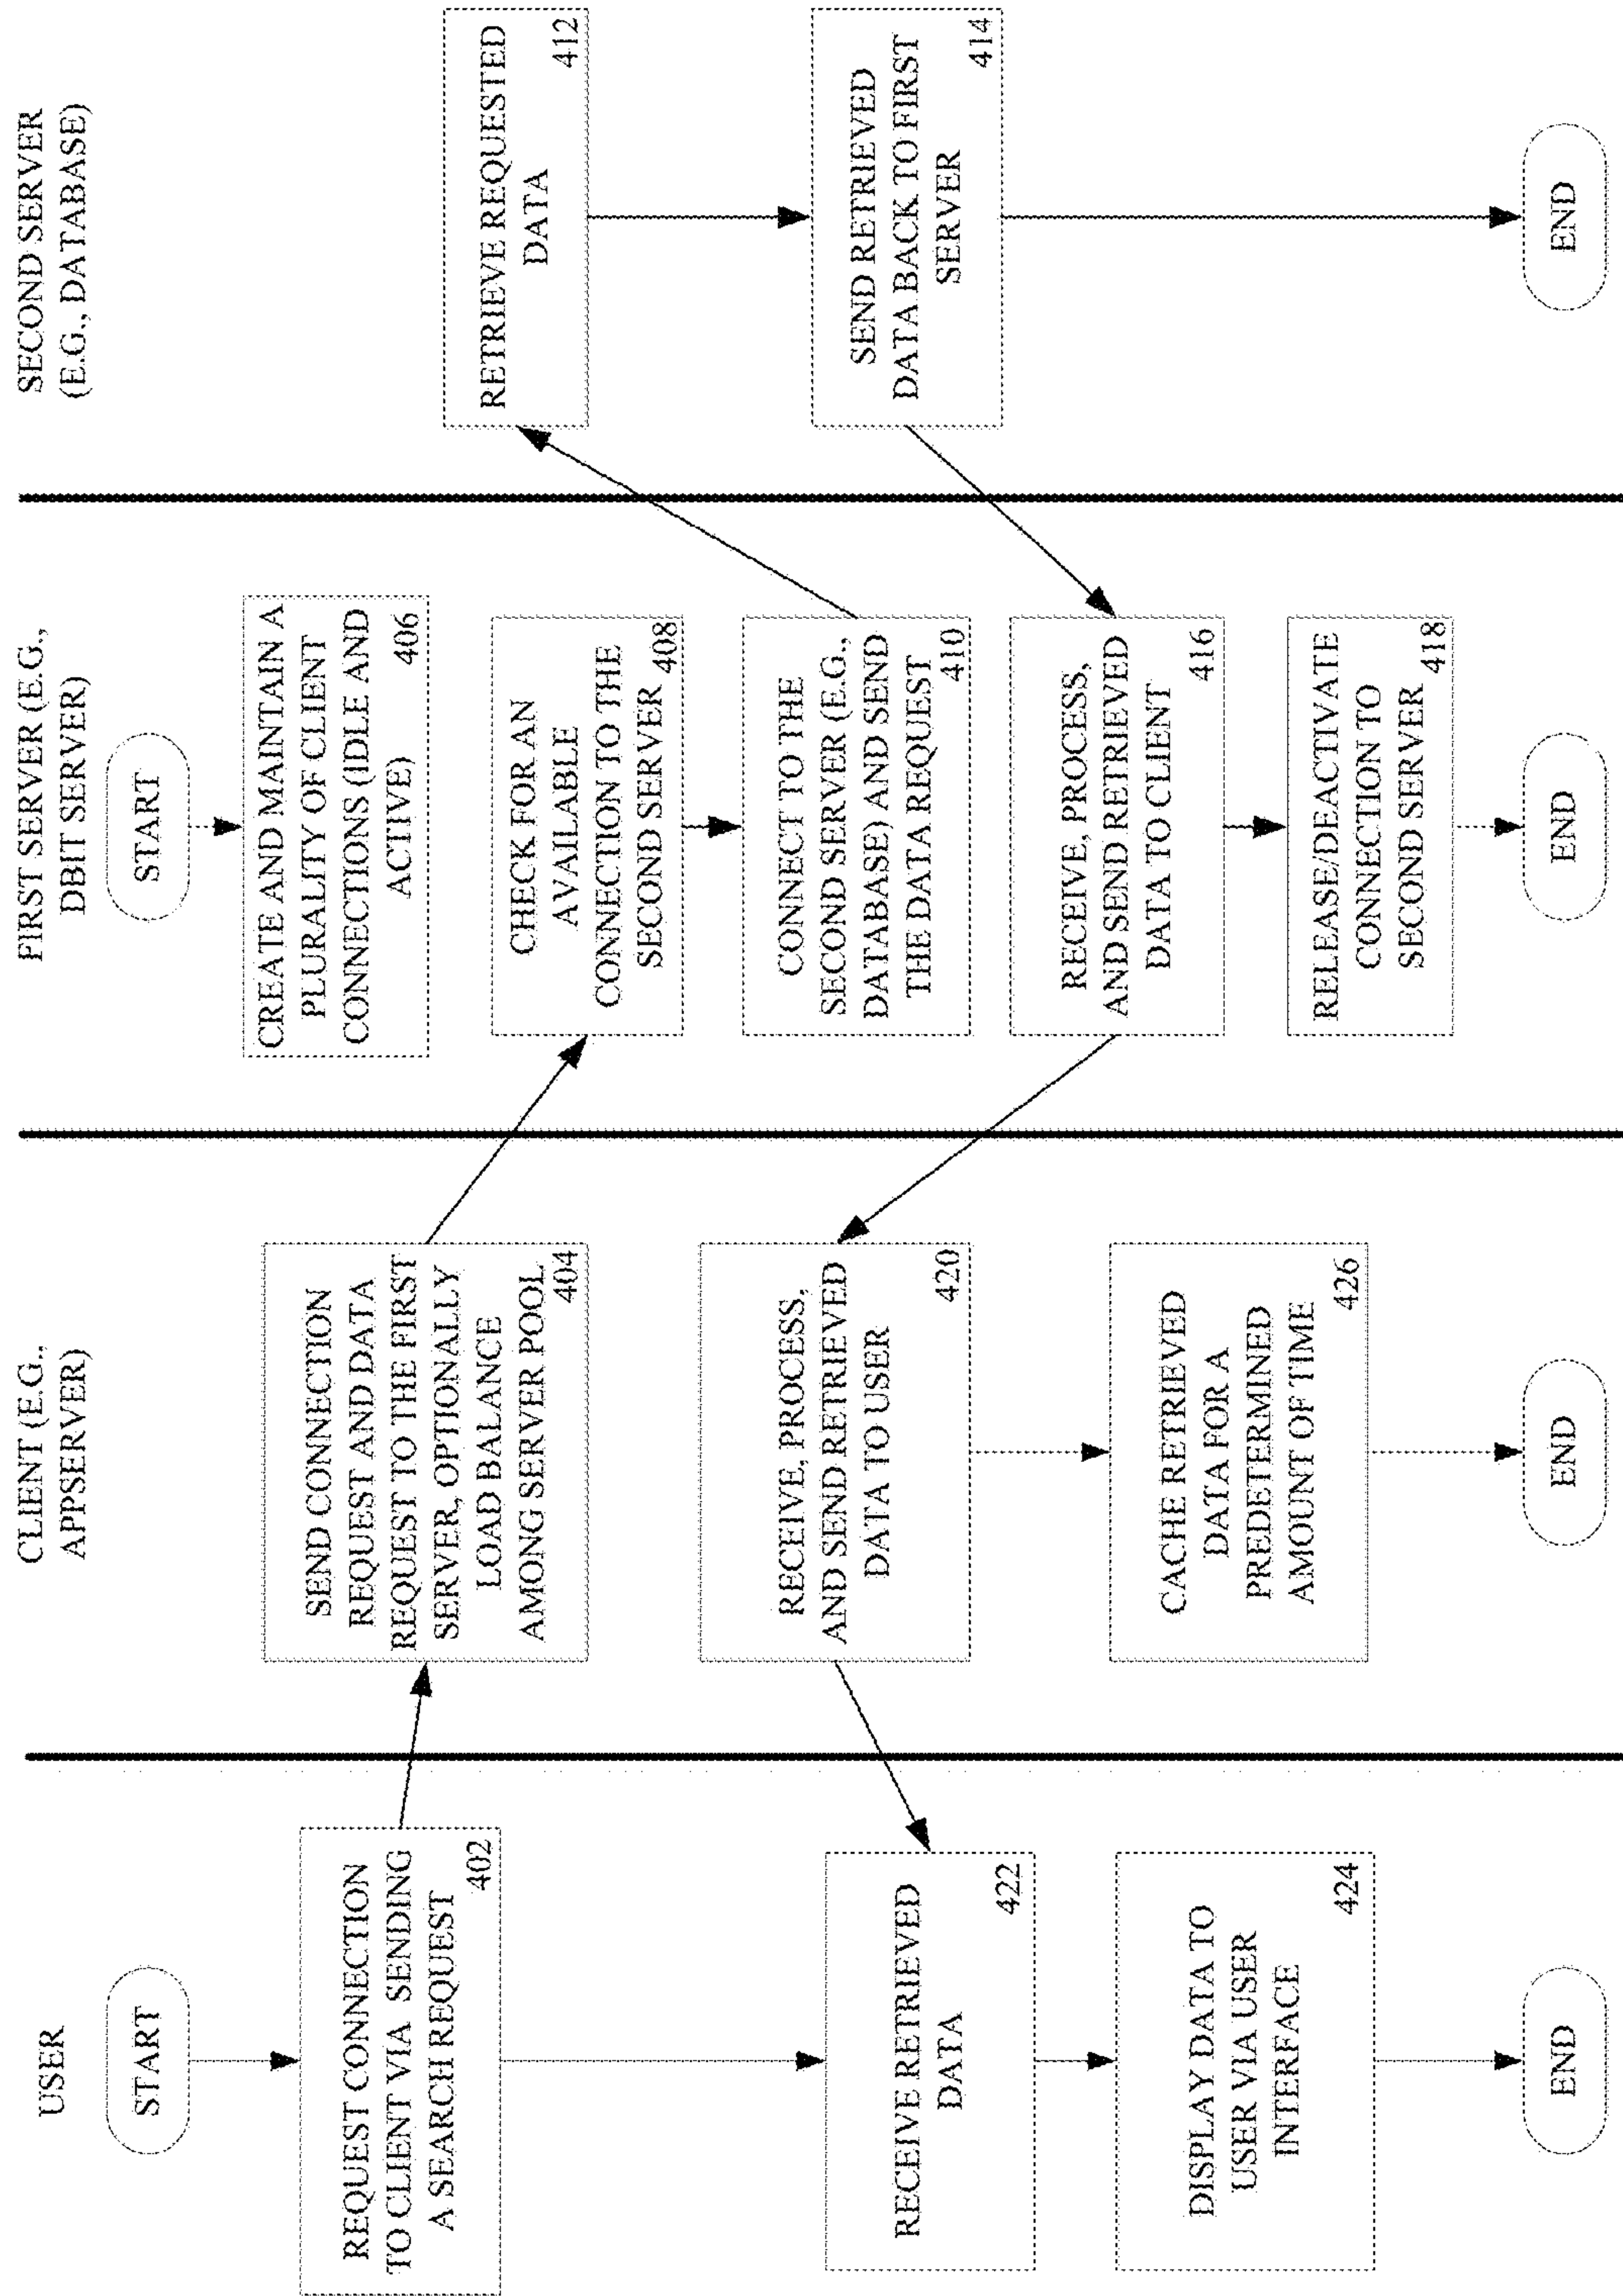 USER
START
REQUEST CONNECTION
TO CLIENT VIA SENDING
A SEARCH REQUEST
402
RECEIVE RETRIEVED
DATA
422
DISPLAY DATA TO
USER VIA USER
INTERFACE
424
END
CLIENT (E.G.,
APPSERVER)
SEND CONNECTION
REQUEST AND DATA
REQUEST TO THE FIRST
SERVER, OPTIONALLY
LOAD BALANCE
AMONG SERVER POOL
404
RECEIVE, PROCESS,
AND SEND RETRIEVED
DATA TO USER
420
CACHE RETRIEVED
DATA FOR A
PREDETERMINED
AMOUNT OF TIME
426
END
FIRST SERVER (E.G.,
DBIT SERVER)
START
CREATE AND MAINTAIN A
PLURALITY OF CLIENT
CONNECTIONS (IDLE AND
ACTIVE)
406
CHECK FOR AN
AVAILABLE
CONNECTION TO THE
SECOND SERVER
408
CONNECT TO THE
SECOND SERVER (E.G.,
DATABASE) AND SEND
THE DATA REQUEST
410
RECEIVE, PROCESS,
AND SEND RETRIEVED
DATA TO CLIENT
416
RELEASE/DEACTIVATE
CONNECTION TO
SECOND SERVER
418
END
SECOND SERVER
(E.G., DATABASE)
RETRIEVE REQUESTED
DATA
412
SEND RETRIEVED
DATA BACK TO FIRST
SERVER
414
END